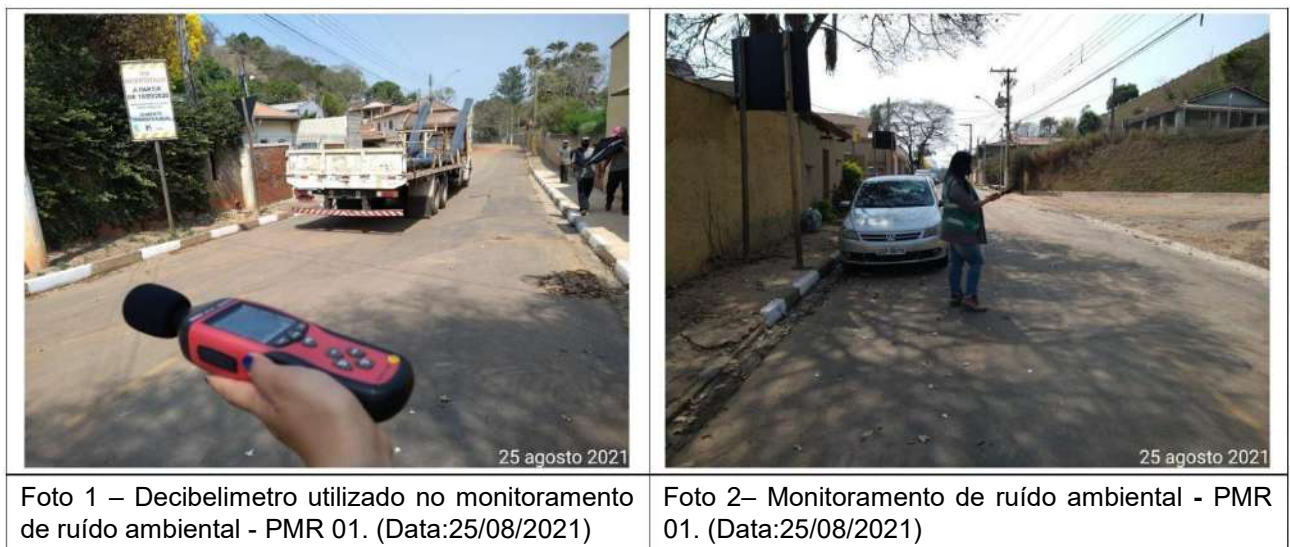 A PARTIR
25 agosto 2021
25 agosto 2021
Foto 1 – Decibelimetro utilizado no monitoramento
de ruído ambiental - PMR 01. (Data:25/08/2021)
Foto 2– Monitoramento de ruído ambiental - PMR
01. (Data:25/08/2021)